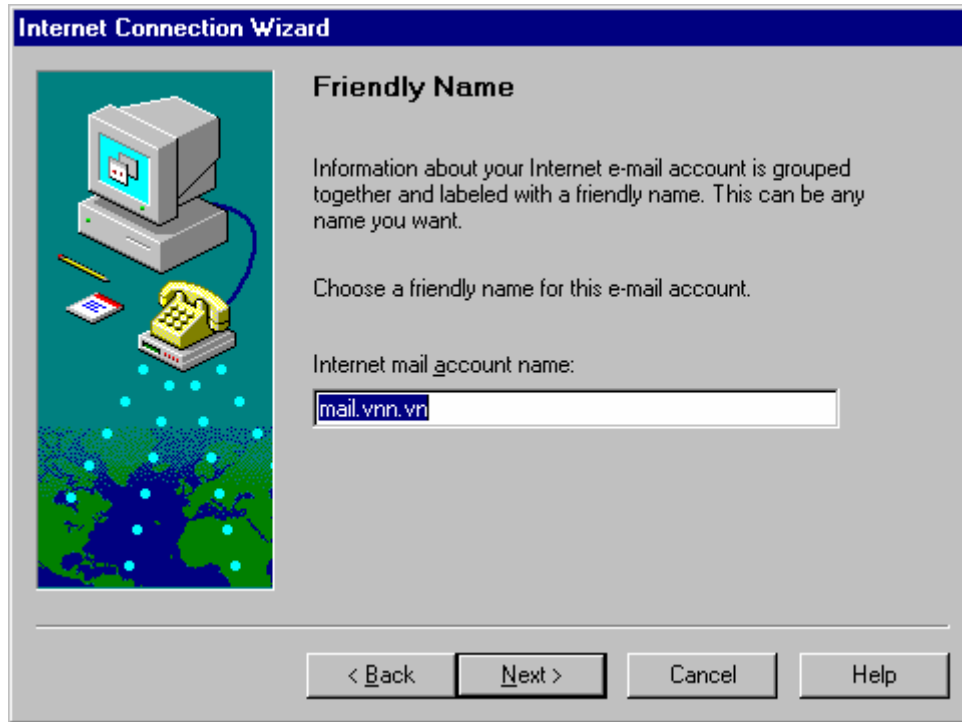 Internet Connection Wizard
Friendly Name
Information about your Internet e-mail account is grouped
together and labeled with a friendly name. This can be any
name you want.
Choose a friendly name for this e-mail account.
Internet mail account name:
mail.vnn.vn
< Back
Next >
Cancel
Help